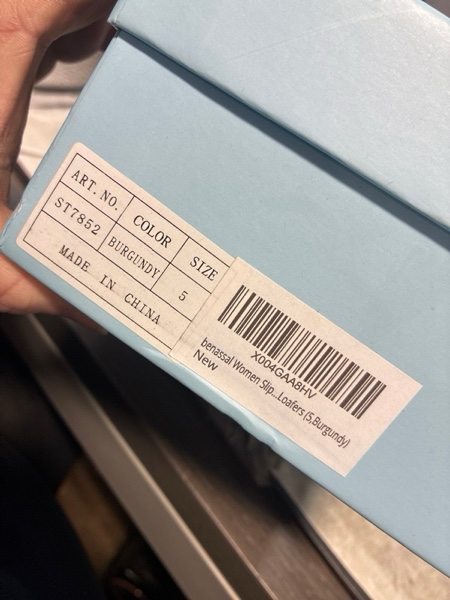 ART. NO. COLOR SIZE
ST7852 BURGUNDY 5
MADE IN CHINA
X004GAA8HV
benassal Women Slip...Loafers (5,Burgundy)
New